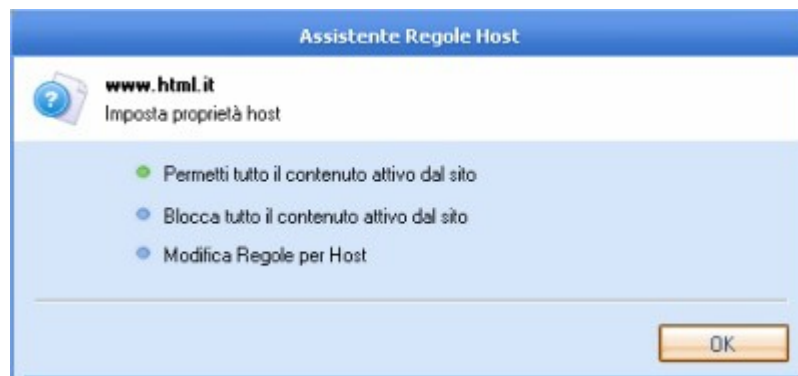 Assistente Regole Host
www.html.it
Imposta proprietà host
Permetti tutto il contenuto attivo dal sito
Blocca tutto il contenuto attivo dal sito
Modifica Regole per Host
OK